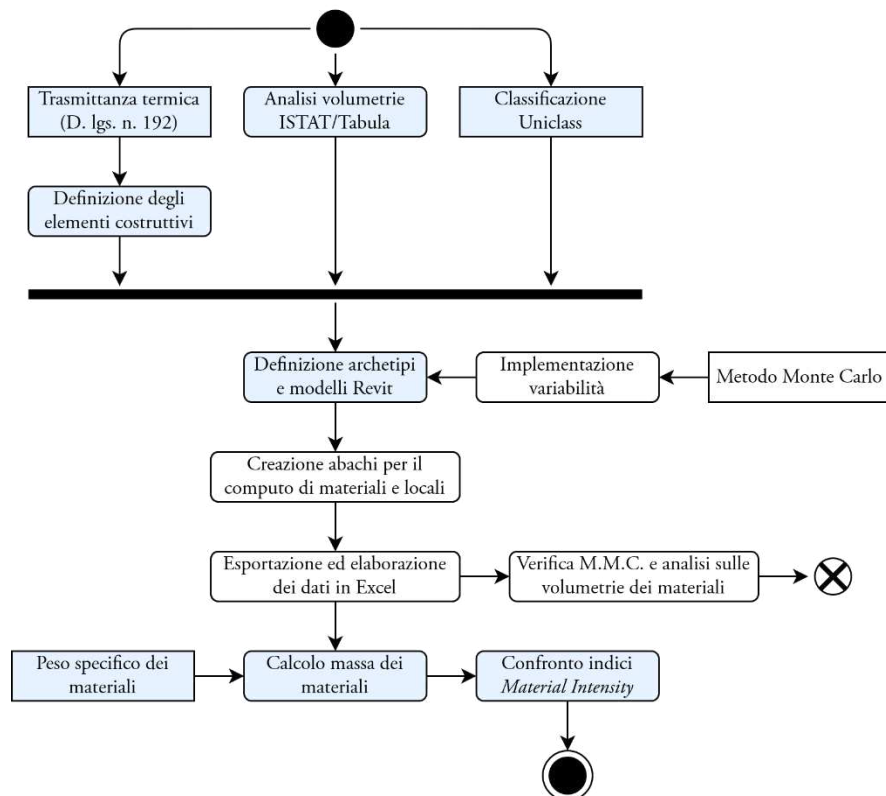 Trasmittanza termica
(D. lgs. n. 192)
Analisi volumetrie
ISTAT/Tabula
Classificazione
Uniclass
Definizione degli
elementi costruttivi
Definizione archetipi
e modelli Revit
Implementazione
variabilità
Metodo Monte Carlo
Creazione abachi per il
computo di materiali e locali
Esportazione ed elaborazione
dei dati in Excel
Verifica M.M.C. e analisi sulle
volumetrie dei materiali
Peso specifico dei
materiali
Calcolo massa dei
materiali
Confronto indici
Material Intensity